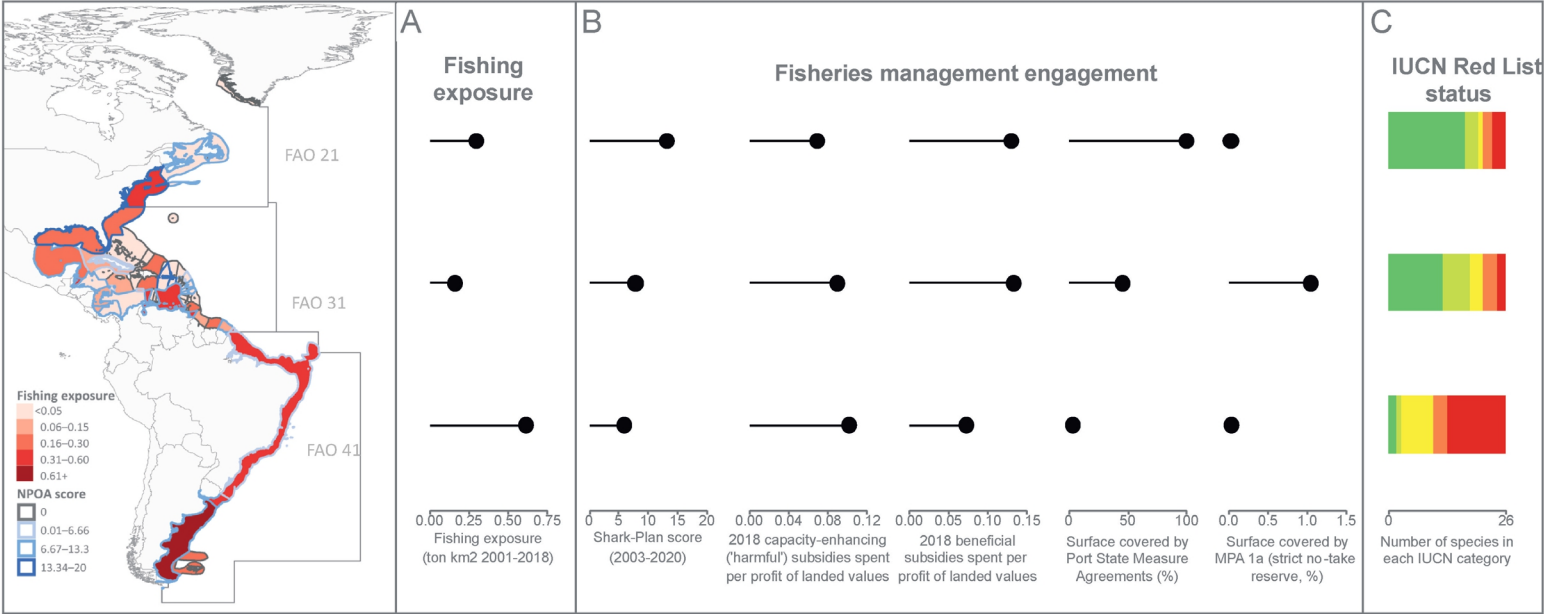 FAO 21
FAO 31
FAO 41
Fishing exposure
<0.05
0.06–0.15
0.16–0.30
0.31–0.60
0.61+
NPOA score
0
0.01–6.66
6.67–13.3
13.34–20
A
Fishing
exposure
0.00 0.25 0.50 0.75
Fishing exposure
(ton km2 2001-2018)
B
Fisheries management engagement
0 5 10 15 20
Shark-Plan score
(2003-2020)
0.00 0.04 0.08 0.12
2018 capacity-enhancing
('harmful') subsidies spent
per profit of landed values
0.00 0.05 0.10 0.15
2018 beneficial
subsidies spent per
profit of landed values
0 50 100
Surface covered by
Port State Measure
Agreements (%)
0.0 0.5 1.0 1.5
Surface covered by
MPA 1a (strict no-take
reserve, %)
C
IUCN Red List
status
0 26
Number of species in
each IUCN category